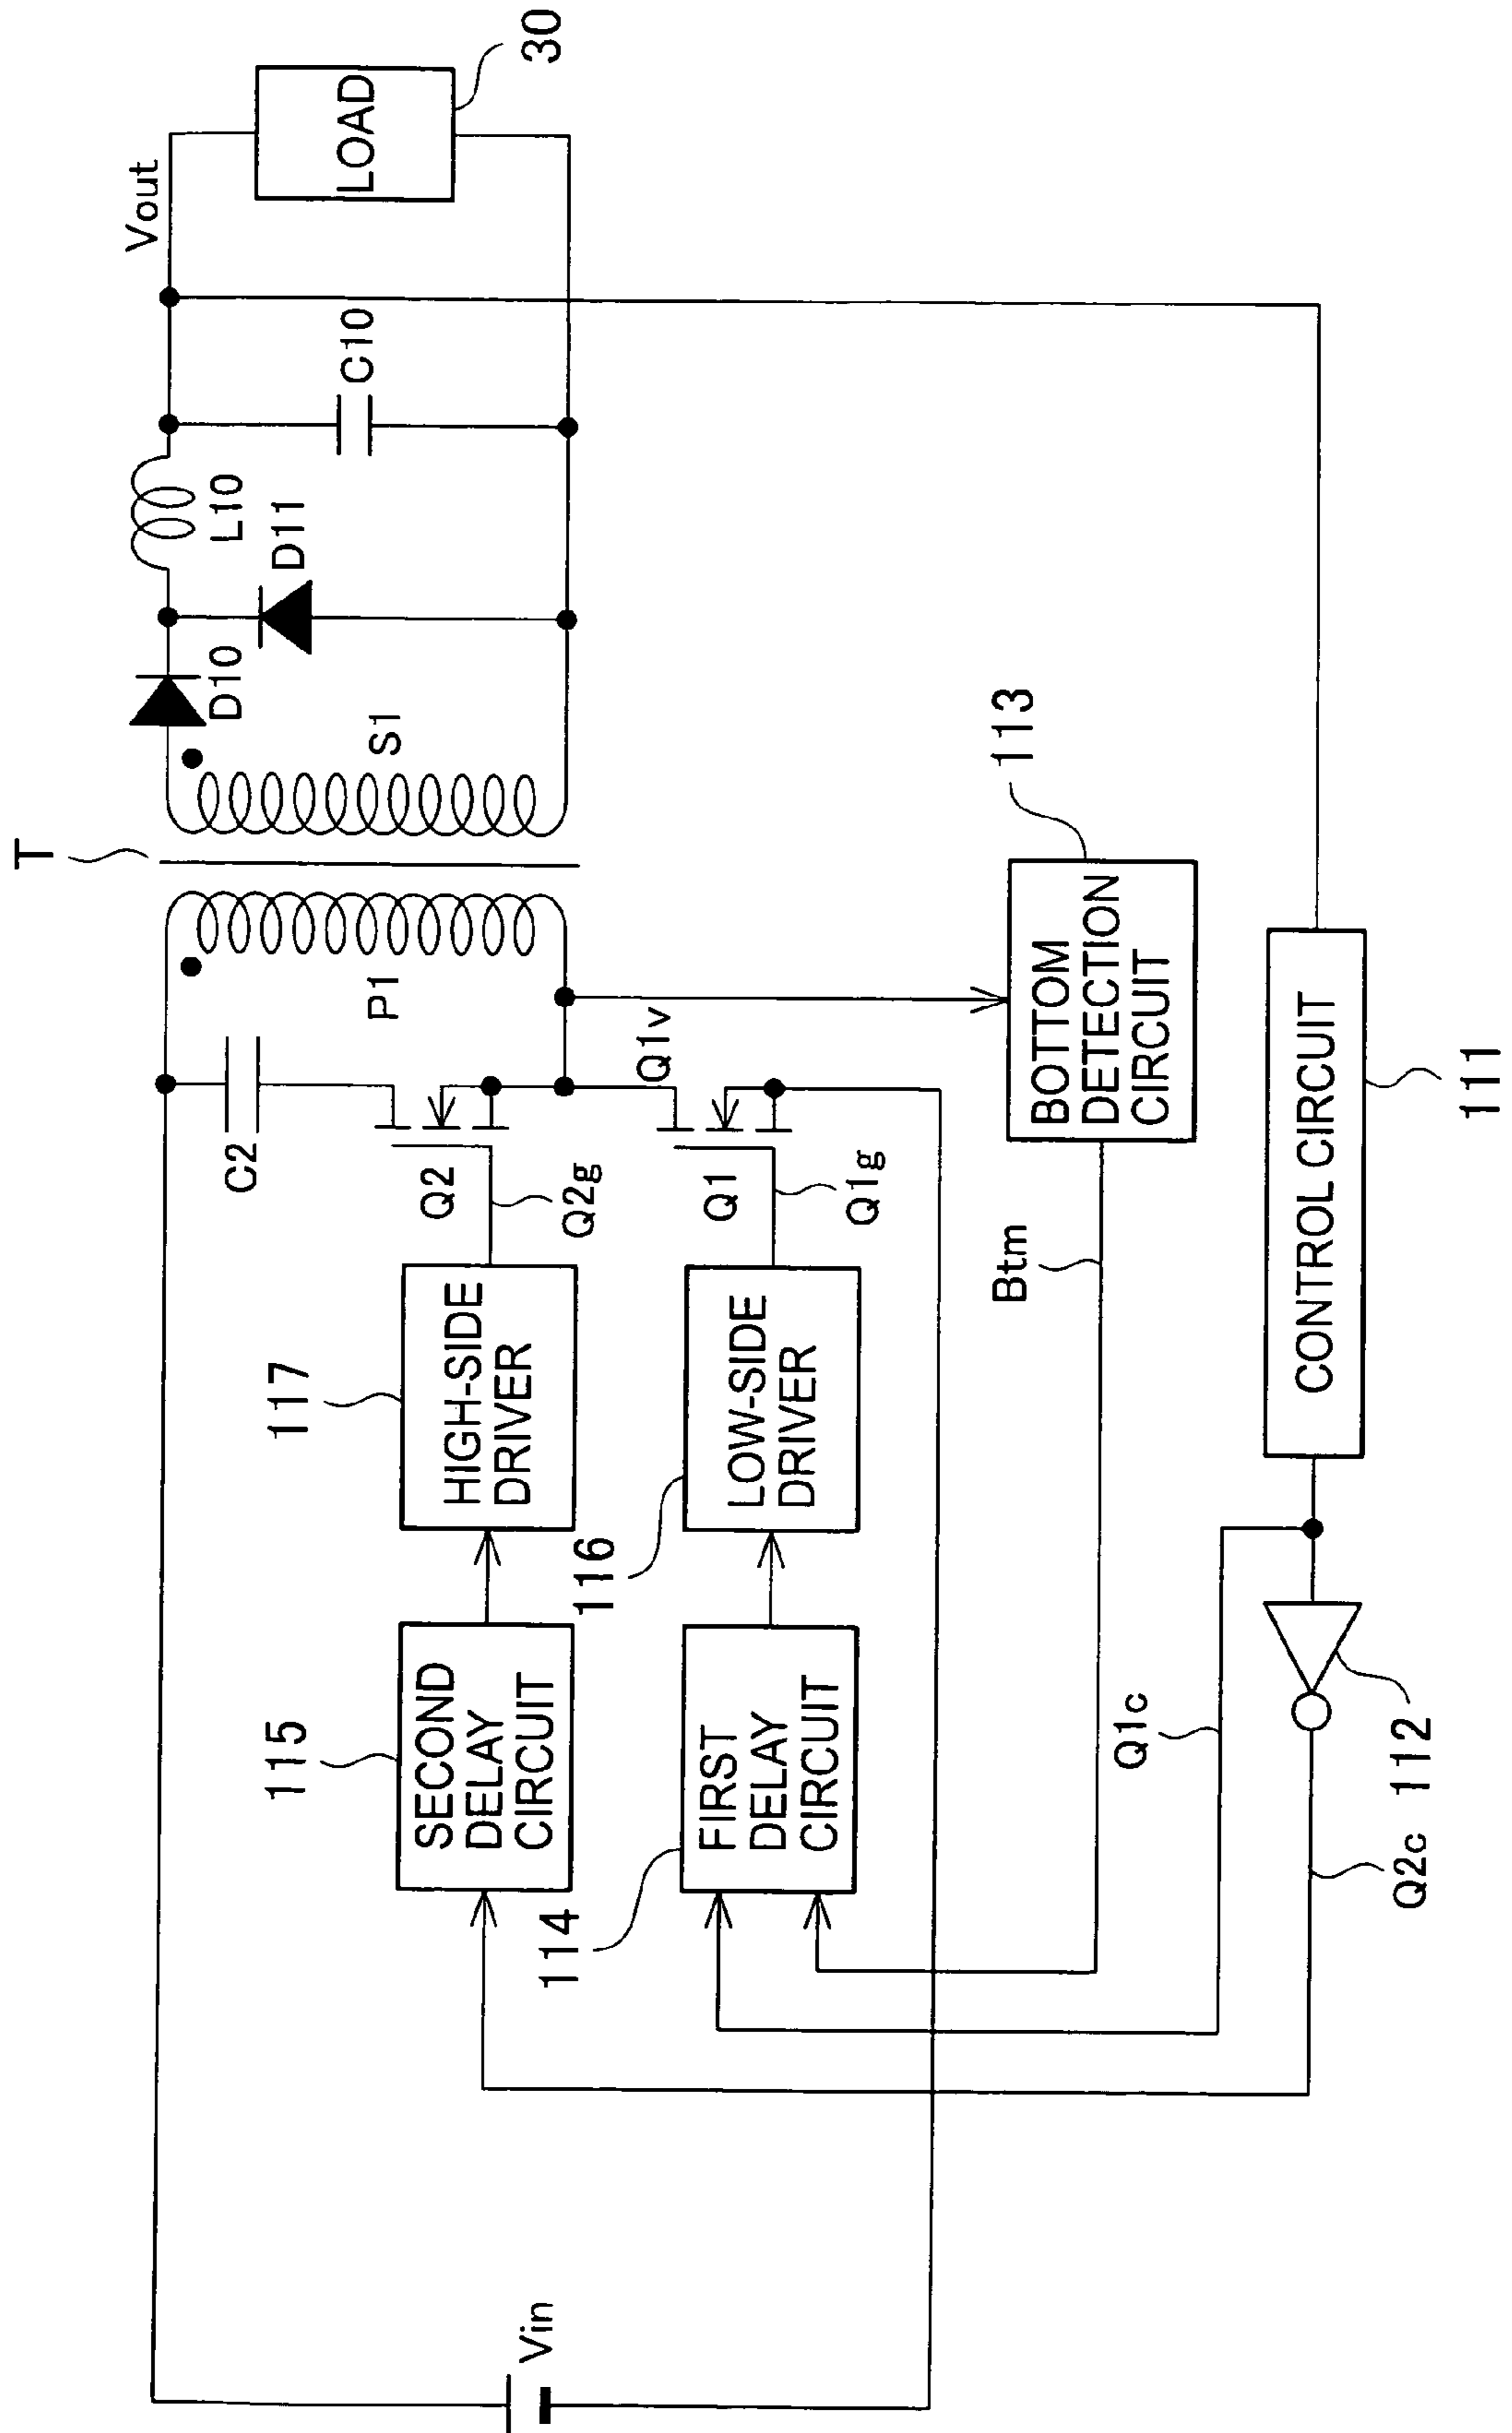 T
Vout
LOAD
30
D10
L10
D11
C10
S1
P1
C2
Q2
Q2g
Q1v
Q1
Q1g
117
HIGH-SIDE
DRIVER
116
LOW-SIDE
DRIVER
115
SECOND
DELAY
CIRCUIT
114
FIRST
DELAY
CIRCUIT
Vin
113
BOTTOM
DETECTION
CIRCUIT
Btm
CONTROL CIRCUIT
111
Q1c
112
Q2c